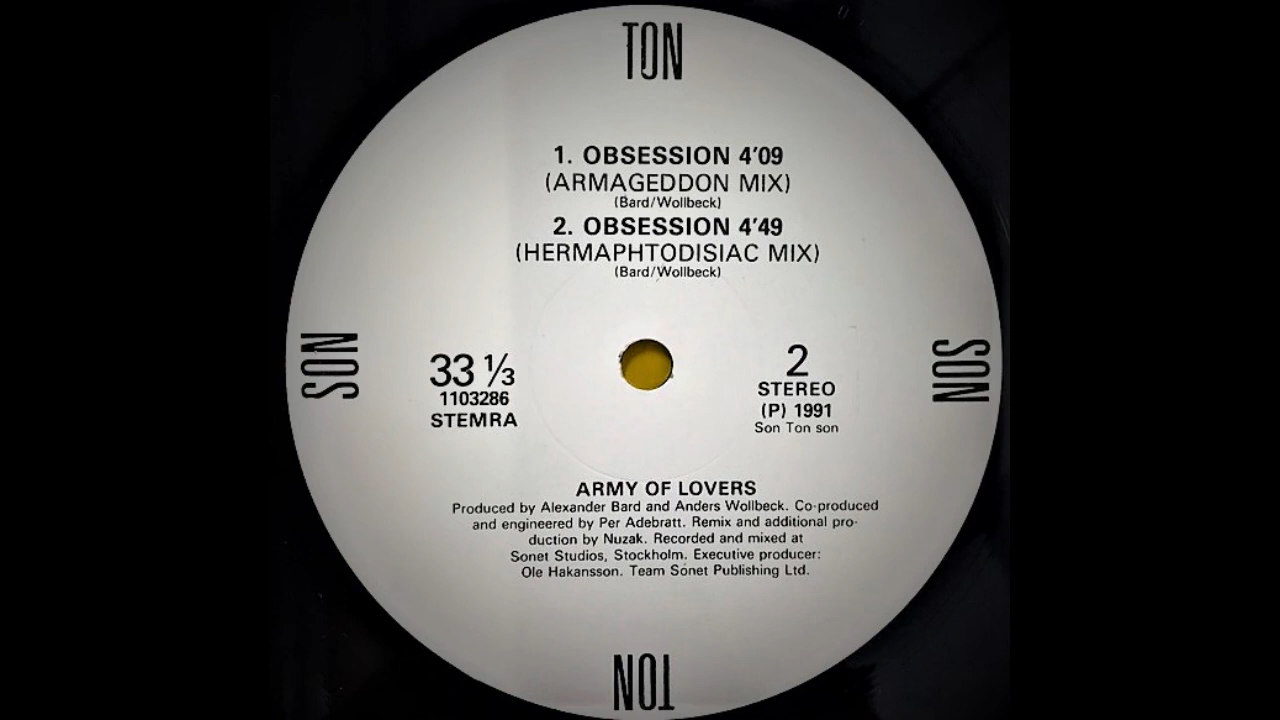 TON
1. OBSESSION 4'09
(ARMAGEDDON MIX)
(Bard/Wollbeck)
2. OBSESSION 4'49
(HERMAPHTODISIAC MIX)
(Bard/Wollbeck)
SON
SON
33 ⅓
1103286
STEMRA
2
STEREO
(P) 1991
Son Ton son
ARMY OF LOVERS
Produced by Alexander Bard and Anders Wollbeck. Co-produced
and engineered by Per Adebratt. Remix and additional pro-
duction by Nuzak. Recorded and mixed at
Sonet Studios, Stockholm. Executive producer:
Ole Hakansson. Team Sonet Publishing Ltd.
TON